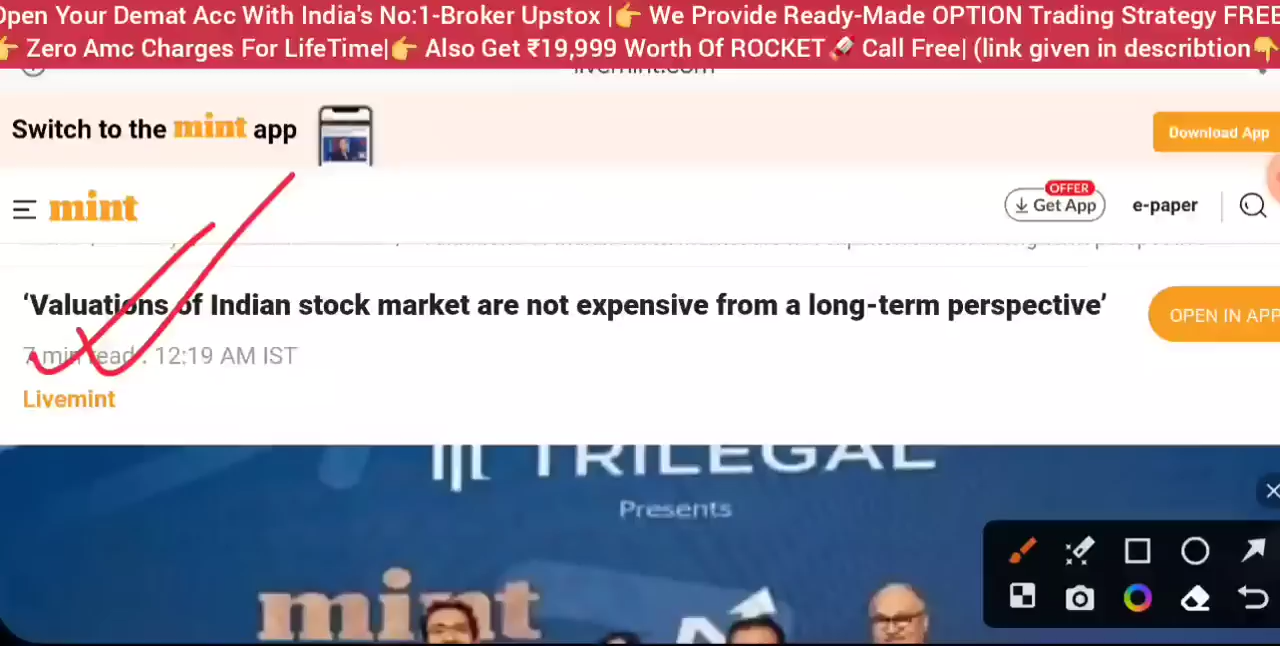 Open Your Demat Acc With India's No:1-Broker Upstox |👉 We Provide Ready-Made OPTION Trading Strategy FREE
👉 Zero Amc Charges For LifeTime|👉 Also Get ₹19,999 Worth Of ROCKET🚀 Call Free| (link given in describtion👇
livemint.com
Switch to the mint app
Download App
mint
OFFER
Get App
e-paper
‘Valuations of Indian stock market are not expensive from a long-term perspective’
OPEN IN APP
7 min read . 12:19 AM IST
Livemint
TRILEGAL
Presents
mint